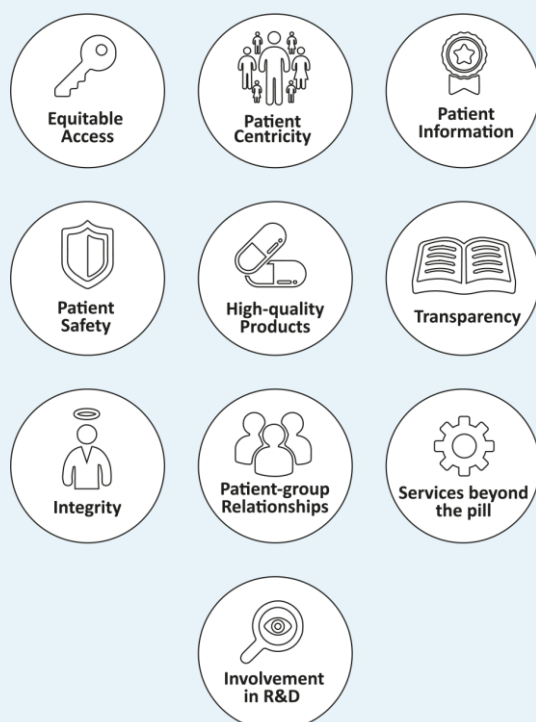 Equitable
Access
Patient
Centricity
Patient
Information
Patient
Safety
High-quality
Products
Transparency
Integrity
Patient-group
Relationships
Services beyond
the pill
Involvement
in R&D